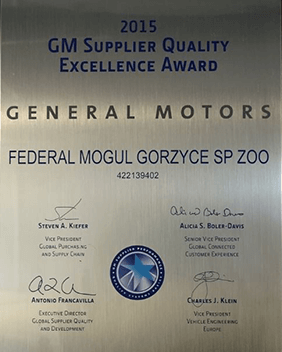 2015
GM Supplier Quality
Excellence Award
GENERAL MOTORS
FEDERAL MOGUL GORZYCE SP ZOO
422139402
Steven A. Kiefer
Vice President
Global Purchasing
and Supply Chain
Alicia S. Boler-Davis
Senior Vice President
Global Connected
Customer Experience
Antonio Francavilla
Executive Director
Global Supplier Quality
and Development
Charles J. Klein
Vice President
Vehicle Engineering
Europe